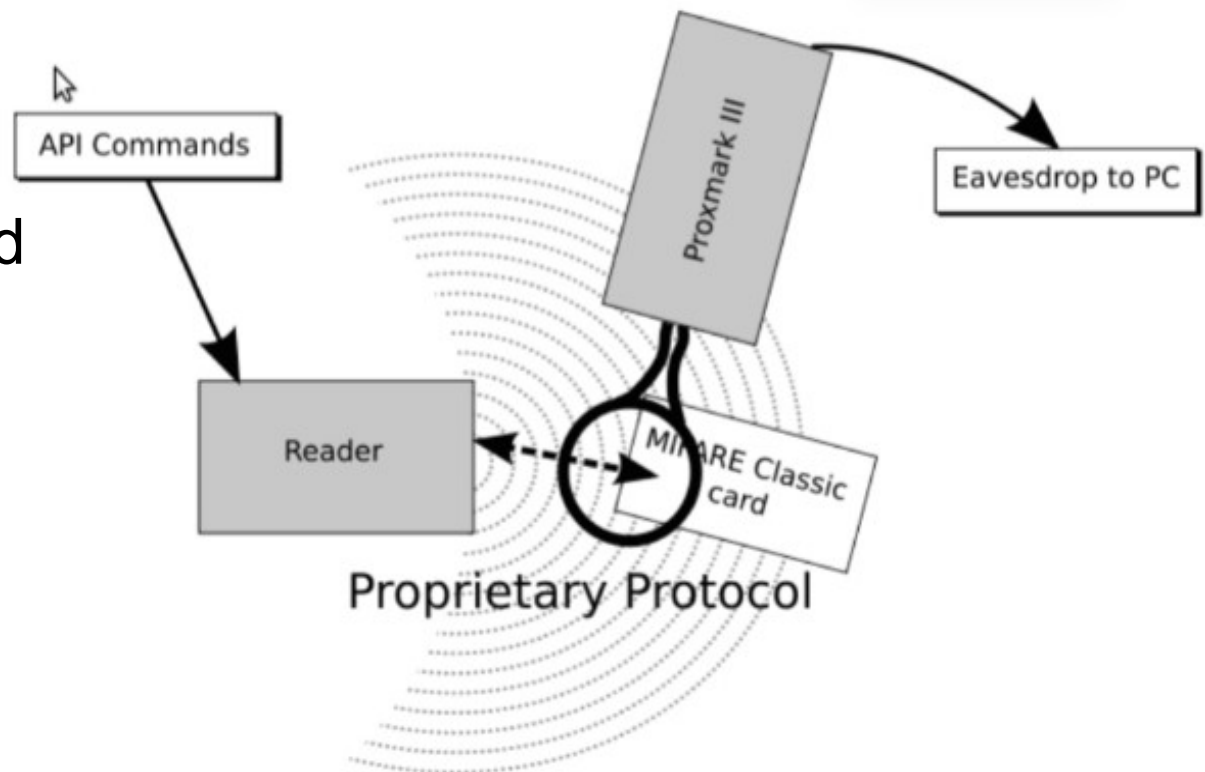 API Commands
Proxmark III
Eavesdrop to PC
d
Reader
MIFARE Classic
card
Proprietary Protocol